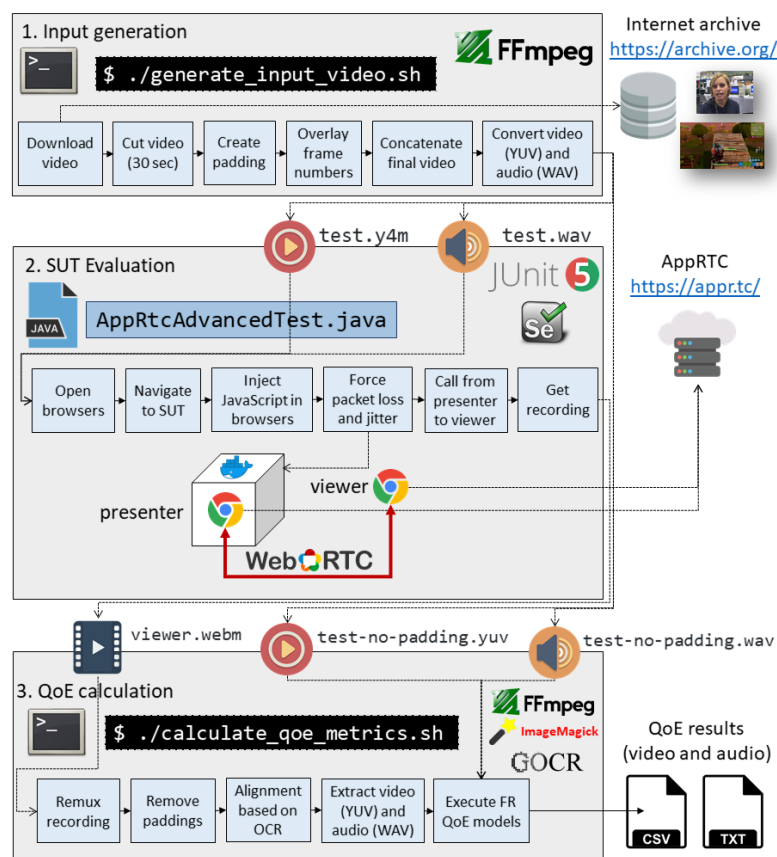 1. Input generation
FFmpeg
>_
$ ./generate_input_video.sh
Internet archive
https://archive.org/
Download
video
Cut video
(30 sec)
Create
padding
Overlay
frame
numbers
Concatenate
final video
Convert video
(YUV) and
audio (WAV)
test.y4m
test.wav
2. SUT Evaluation
JUnit 5
JAVA
AppRtcAdvancedTest.java
Se
AppRTC
https://appr.tc/
Open
browsers
Navigate
to SUT
Inject
JavaScript in
browsers
Force
packet loss
and jitter
Call from
presenter
to viewer
Get
recording
viewer
presenter
Web RTC
viewer.webm
test-no-padding.yuv
test-no-padding.wav
3. QoE calculation
FFmpeg
ImageMagick
GOCR
>_
$ ./calculate_qoe_metrics.sh
QoE results
(video and audio)
Remux
recording
Remove
paddings
Alignment
based on
OCR
Extract video
(YUV) and
audio (WAV)
Execute FR
QoE models
CSV
TXT